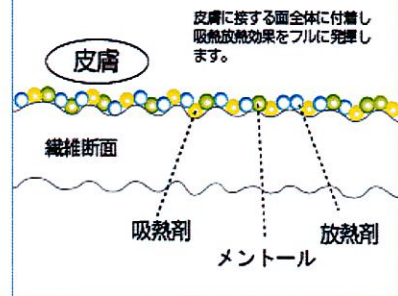 皮膚に接する面全体に付着し
吸熱放熱効果をフルに発揮し
ます。
皮膚
繊維断面
吸熱剤
メントール
放熱剤